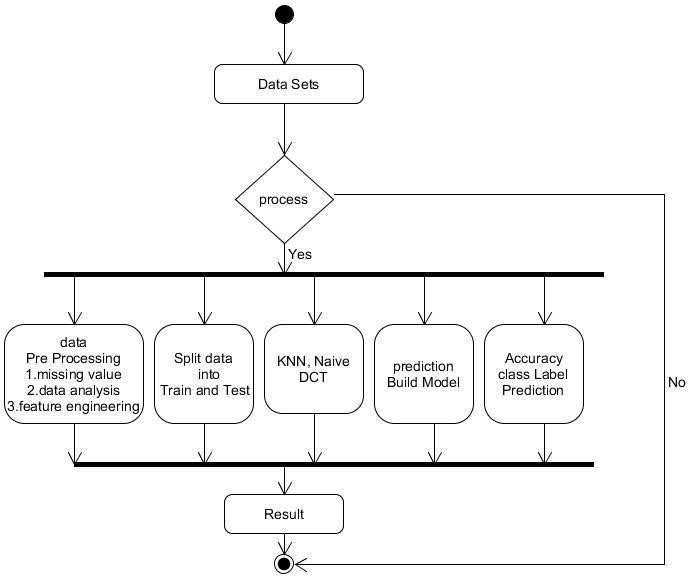 Data Sets
process
Yes
data
Pre Processing
1.missing value
2.data analysis
3.feature engineering
Split data
into
Train and Test
KNN, Naive
DCT
prediction
Build Model
Accuracy
class Label
Prediction
No
Result